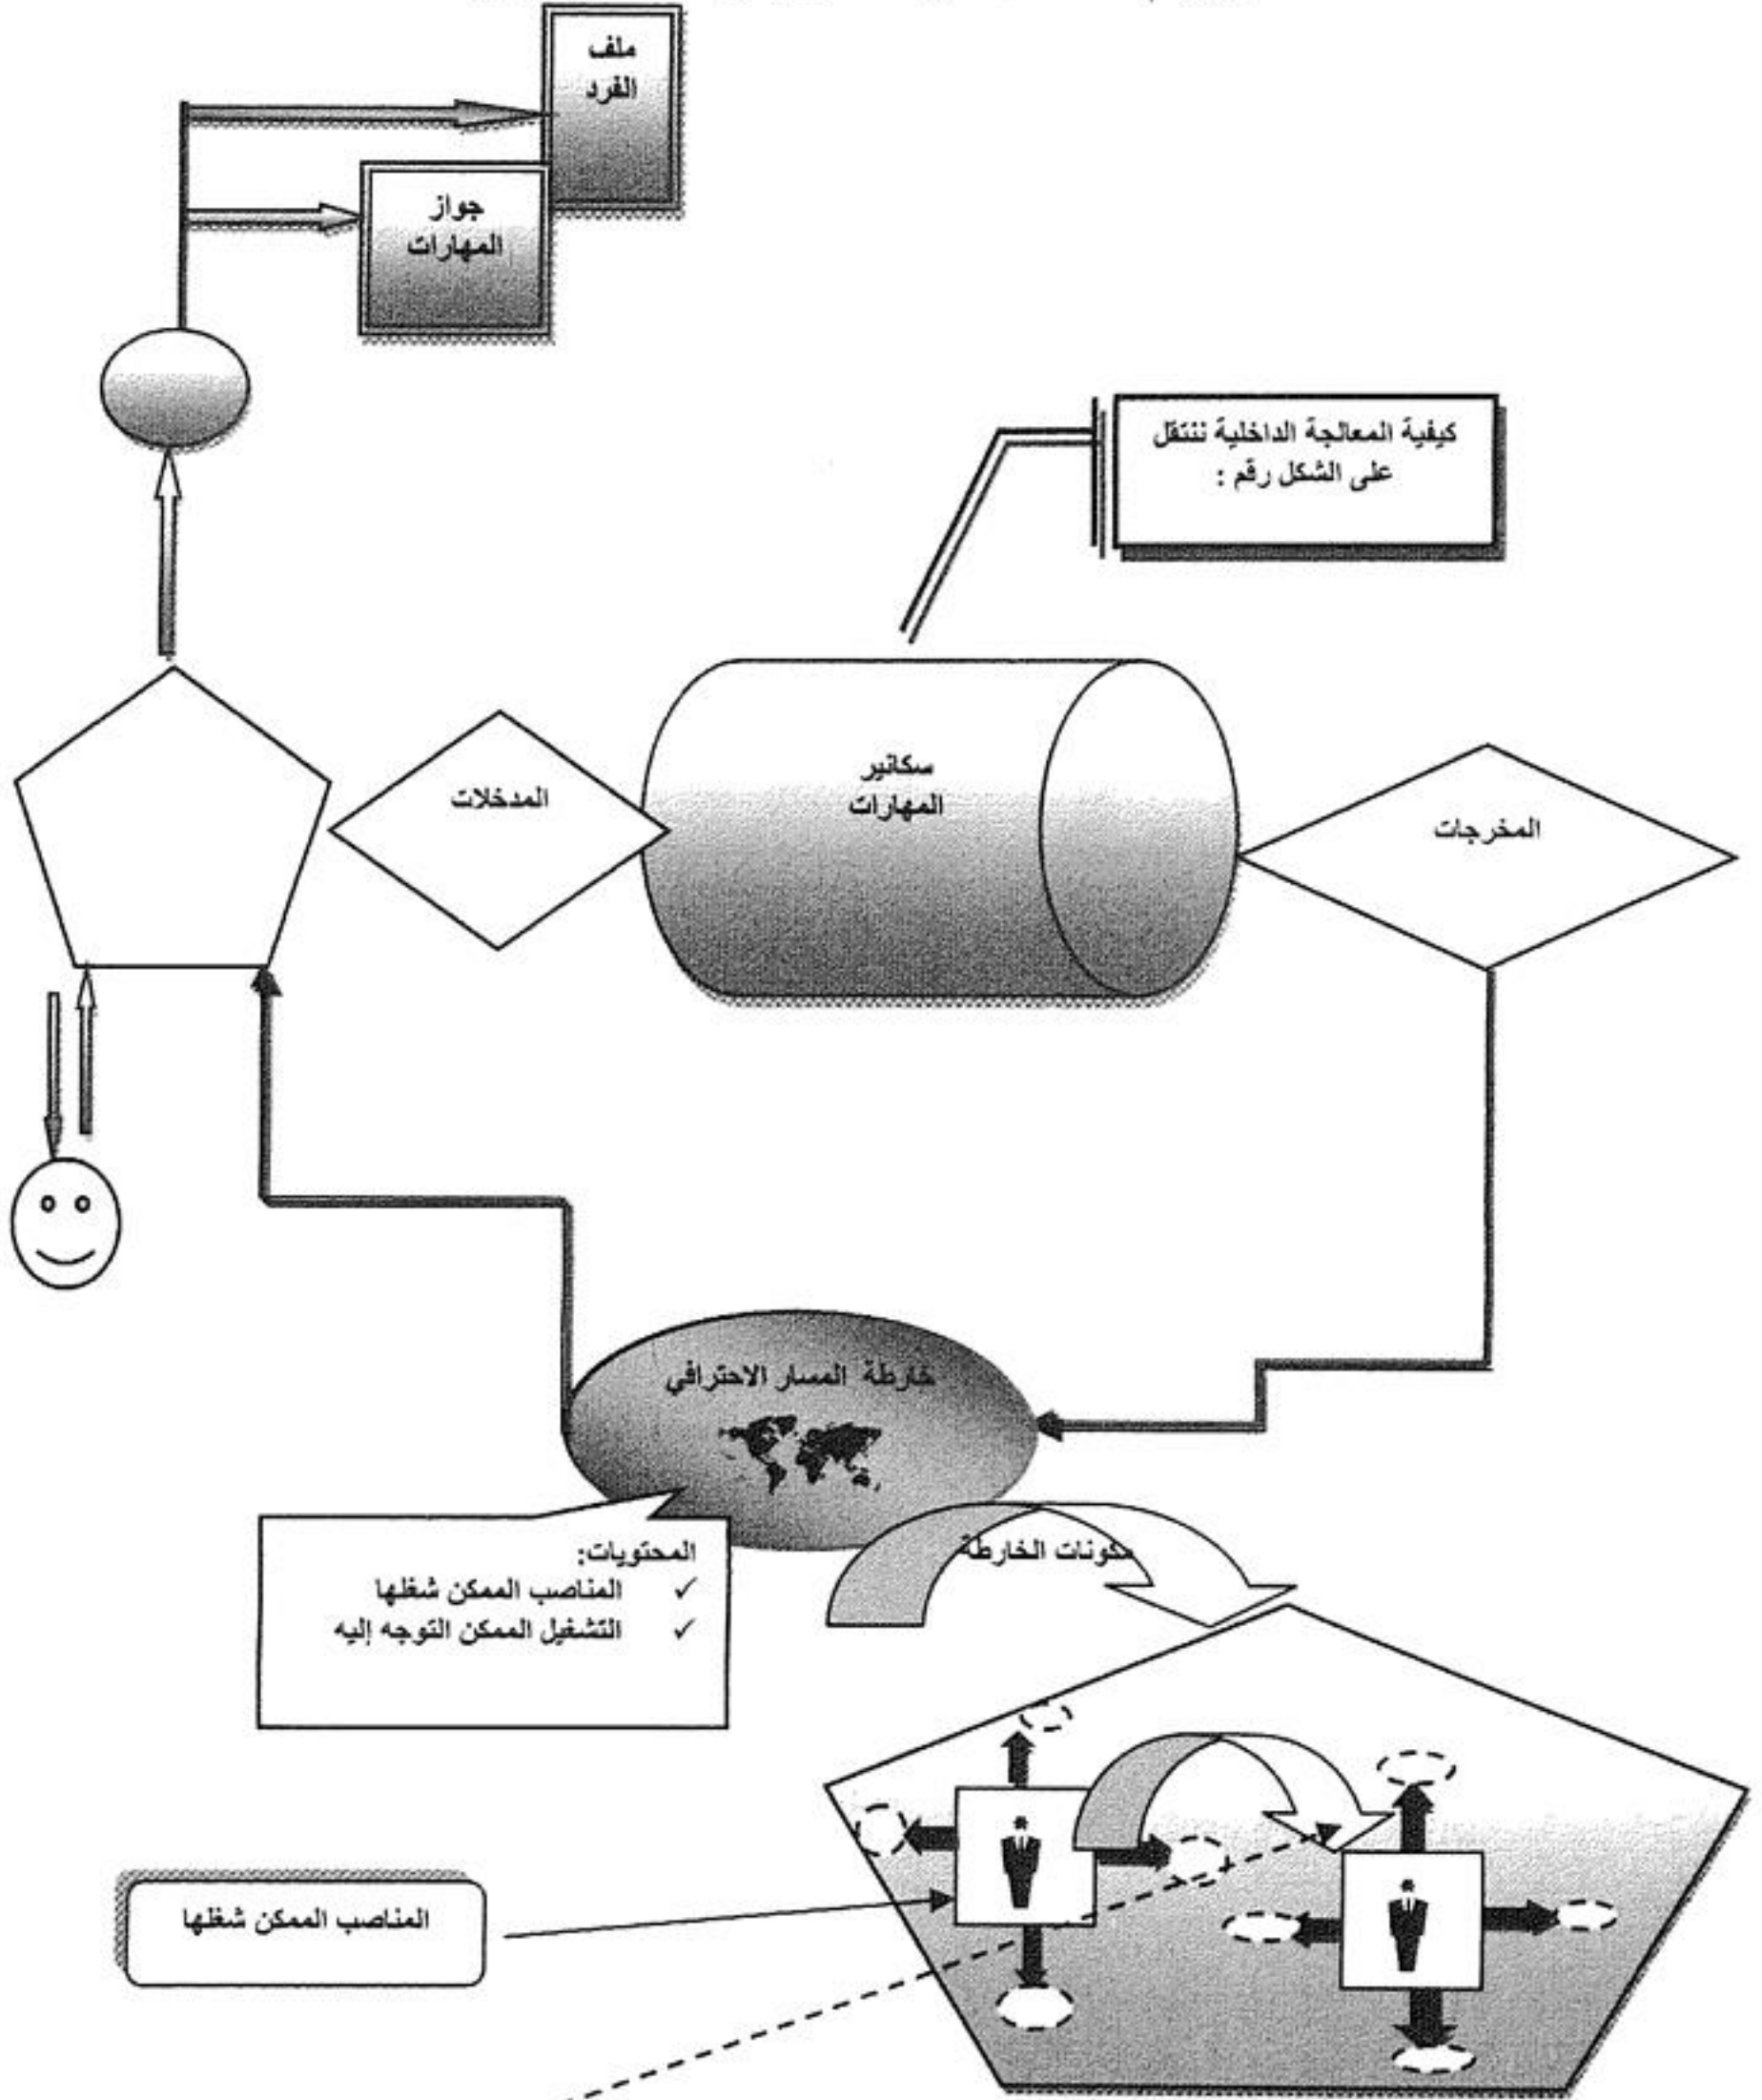 ملف
الفرد
جواز
المهارات
كيفية المعالجة الداخلية ننتقل
على الشكل رقم :
سكانير
المهارات
المدخلات
المخرجات
خارطة المسار الاحترافي
مكونات الخارطة
المحتويات:
✓ المناصب الممكن شغلها
✓ التشغيل الممكن التوجه إليه
المناصب الممكن شغلها